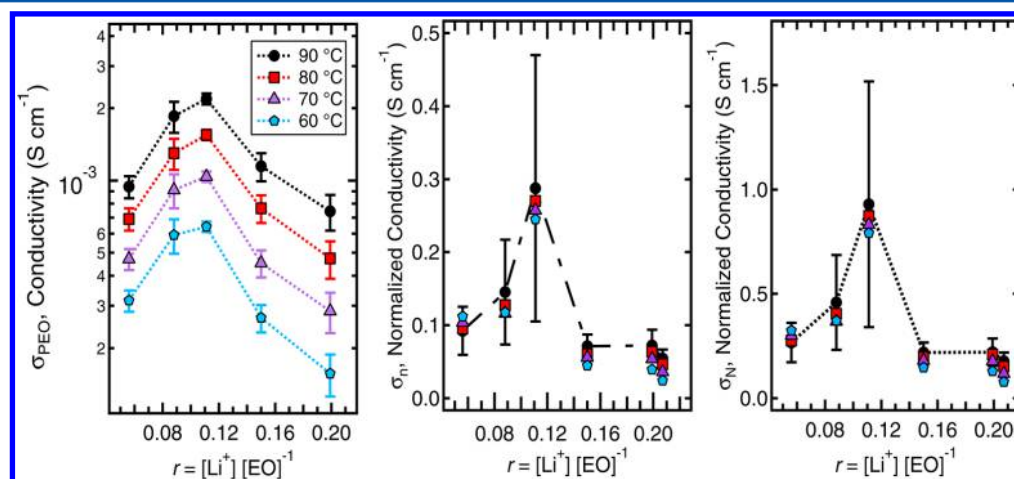 σPEO, Conductivity (S cm⁻¹)
4
3
2
10⁻³
8
6
5
4
3
2
90 °C
80 °C
70 °C
60 °C
0.08 0.12 0.16 0.20
r = [Li⁺] [EO]⁻¹
σn, Normalized Conductivity (S cm⁻¹)
0.5
0.4
0.3
0.2
0.1
0.0
0.08 0.12 0.16 0.20
r = [Li⁺] [EO]⁻¹
σN, Normalized Conductivity (S cm⁻¹)
1.5
1.0
0.5
0.0
0.08 0.12 0.16 0.20
r = [Li⁺] [EO]⁻¹